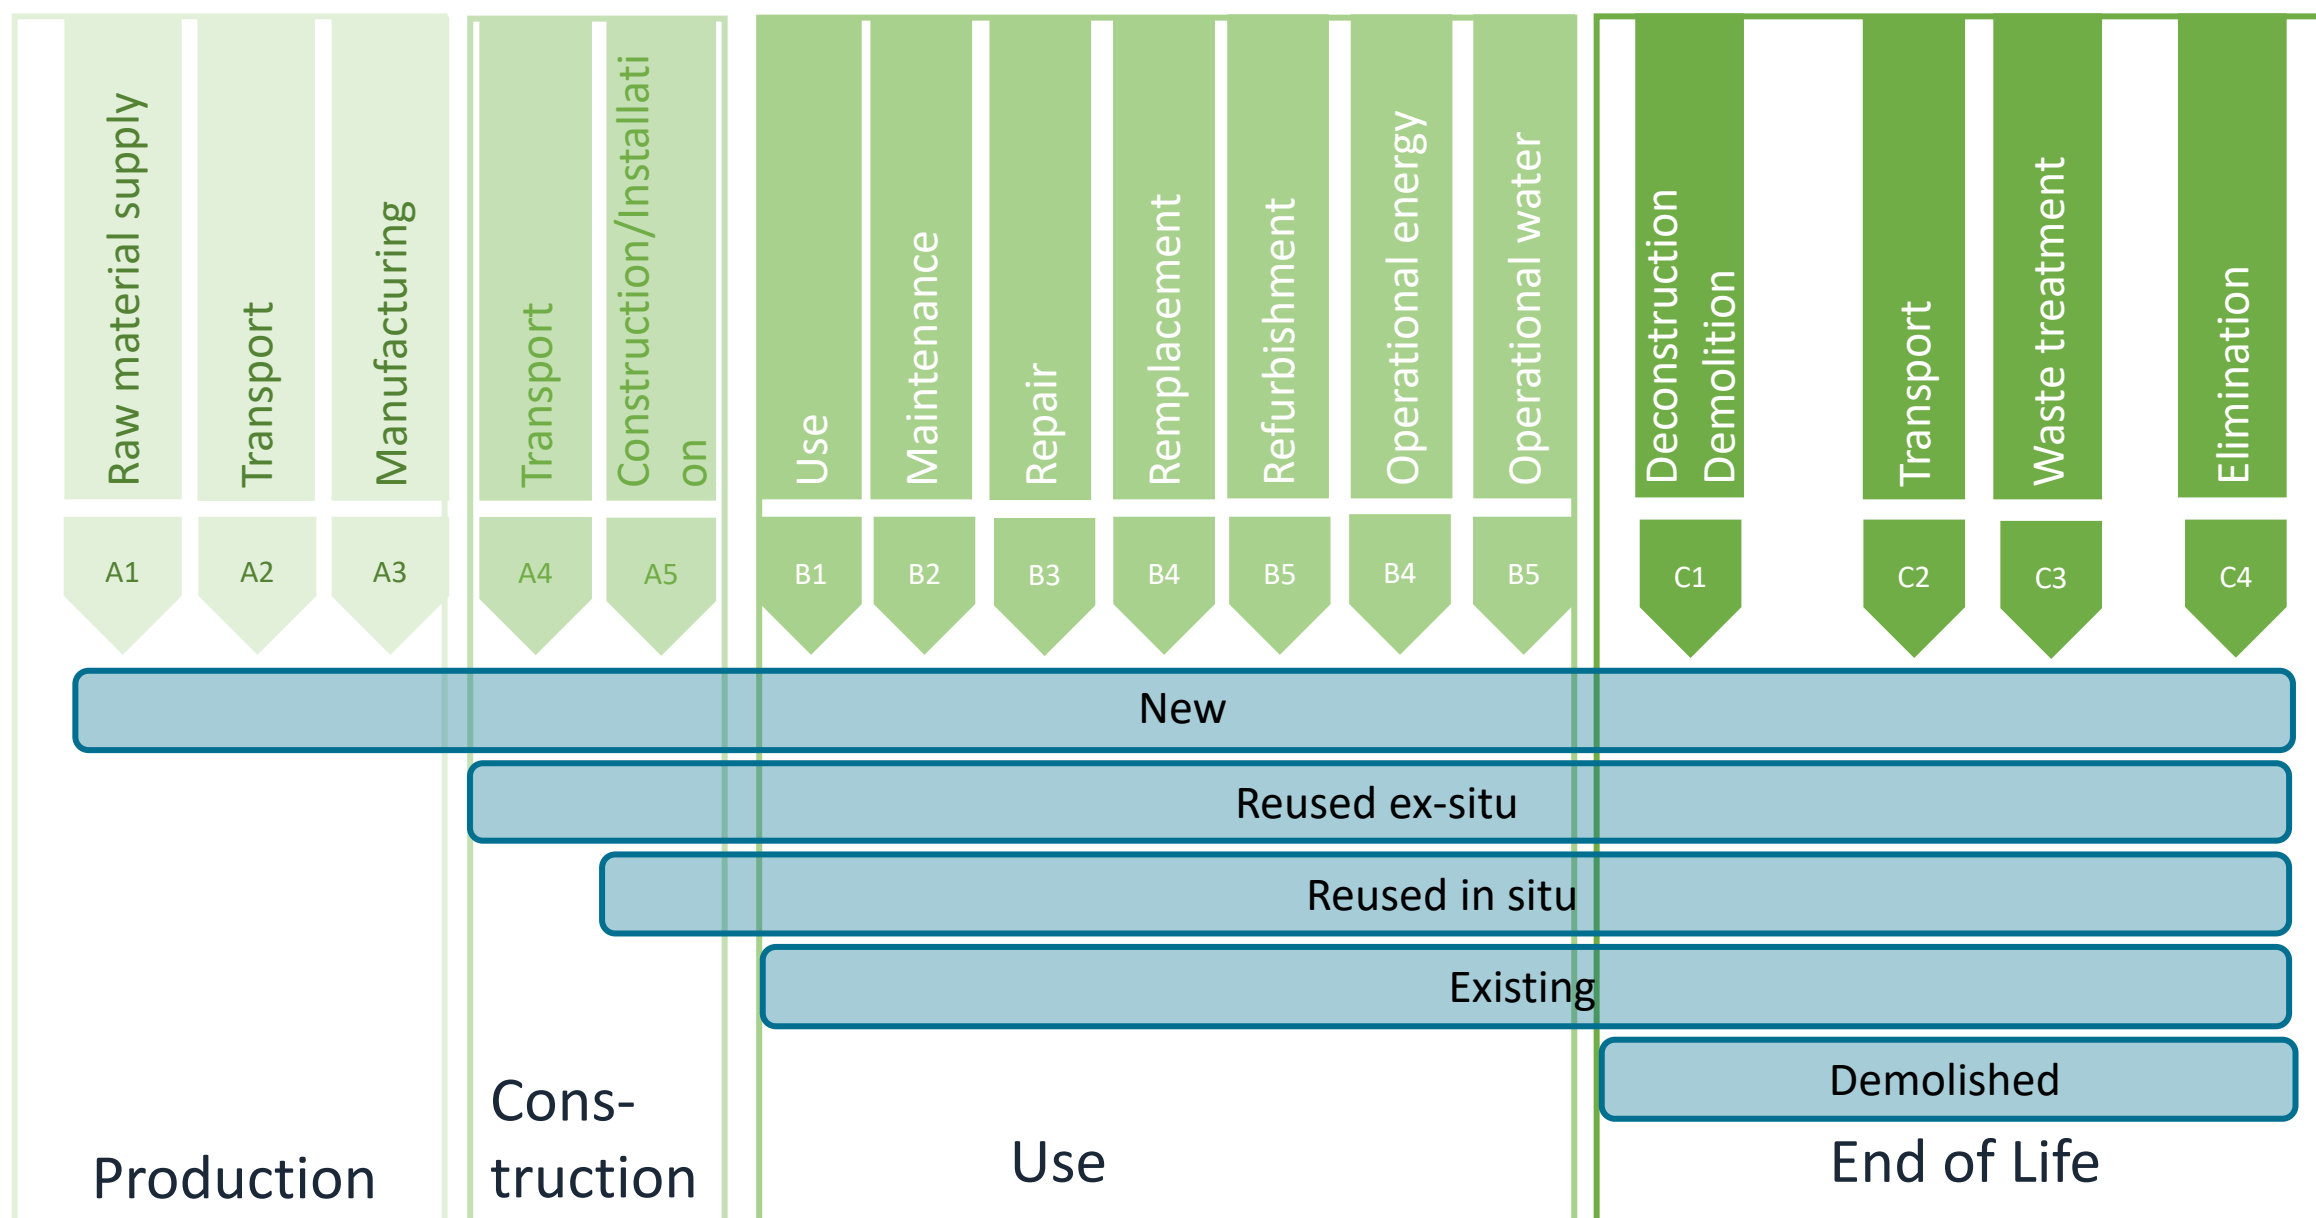 Raw material supply
Transport
Manufacturing
Transport
Construction/Installati
on
Use
Maintenance
Repair
Remplacement
Refurbishment
Operational energy
Operational water
Deconstruction
Demolition
Transport
Waste treatment
Elimination
A1
A2
A3
A4
A5
B1
B2
B3
B4
B5
B4
B5
C1
C2
C3
C4
New
Reused ex-situ
Reused in situ
Existing
Demolished
Production
Cons-
truction
Use
End of Life